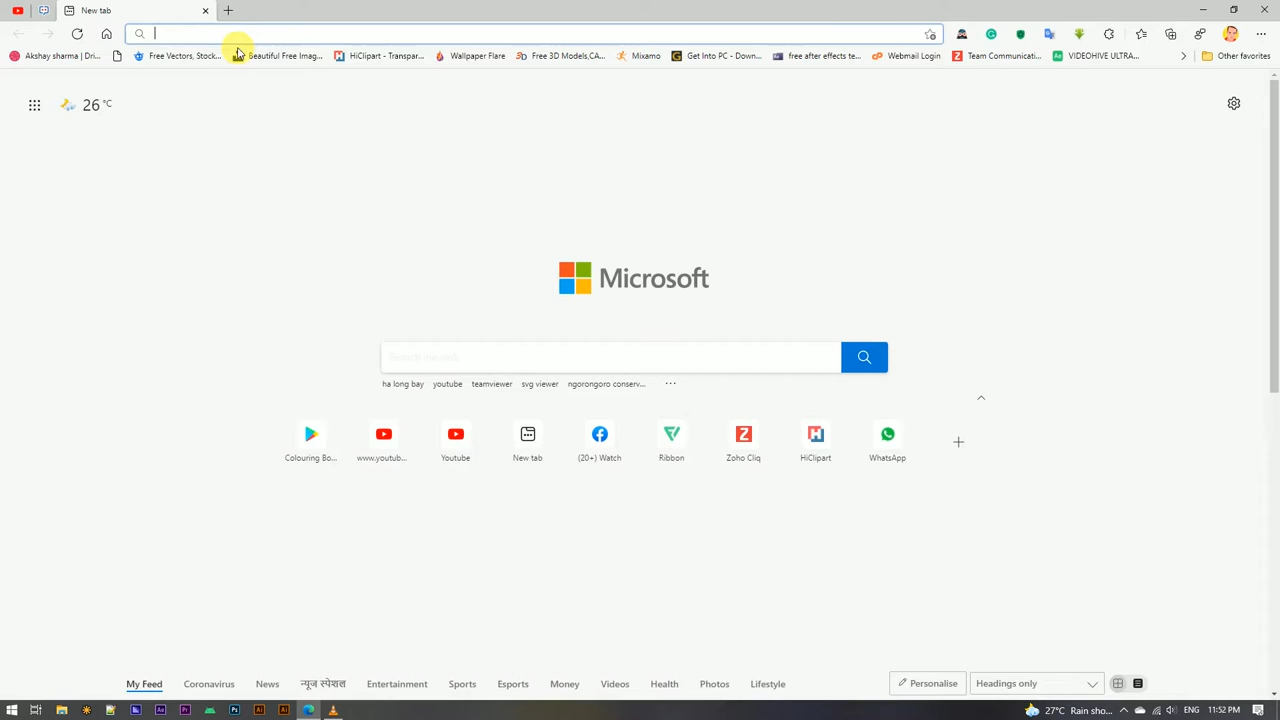 New tab
Akshay sharma | Dri... Free Vectors, Stock... Beautiful Free Imag... HiClipart - Transpar... Wallpaper Flare Free 3D Models,CA... Mixamo Get Into PC - Down... free after effects te... Webmail Login Team Communicati... VIDEOHIVE ULTRA... Other favorites
26 °C
Microsoft
Search the web
ha long bay youtube teamviewer svg viewer ngorongoro conserv... ...
Colouring Bo... www.youtub... Youtube New tab (20+) Watch Ribbon Zoho Cliq HiClipart WhatsApp
My Feed Coronavirus News न्यूज स्पेशल Entertainment Sports Esports Money Videos Health Photos Lifestyle Personalise Headings only
27°C Rain sho... ENG 11:52 PM